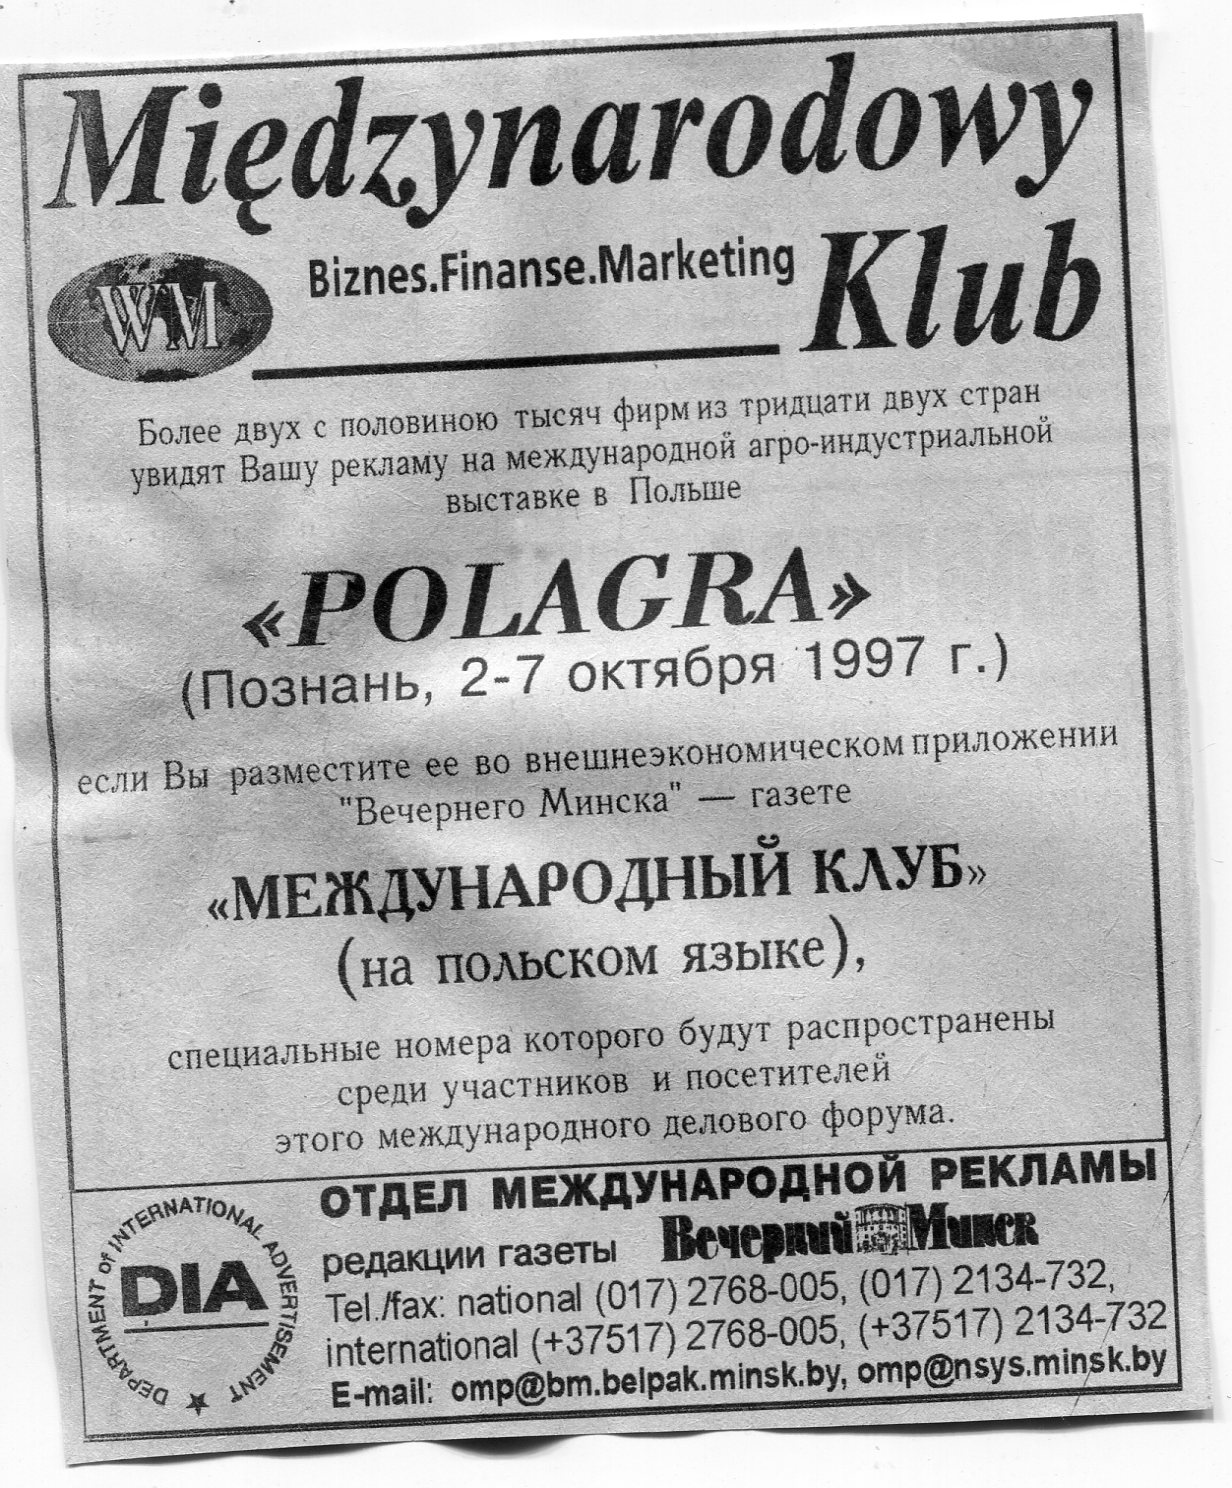 Międzynarodowy
WM
Biznes.Finanse.Marketing
Klub
Более двух с половиною тысяч фирм из тридцати двух стран
увидят Вашу рекламу на международной агро-индустриальной
выставке в Польше
«POLAGRA»
(Познань, 2-7 октября 1997 г.)
если Вы разместите ее во внешнеэкономическом приложении
"Вечернего Минска" — газете
«МЕЖДУНАРОДНЫЙ КЛУБ»
(на польском языке),
специальные номера которого будут распространены
среди участников и посетителей
этого международного делового форума.
DEPARTMENT of INTERNATIONAL ADVERTISEMENT
DIA
ОТДЕЛ МЕЖДУНАРОДНОЙ РЕКЛАМЫ
редакции газеты Вечерний Минск
Tel./fax: national (017) 2768-005, (017) 2134-732,
international (+37517) 2768-005, (+37517) 2134-732
E-mail: omp@bm.belpak.minsk.by, omp@nsys.minsk.by